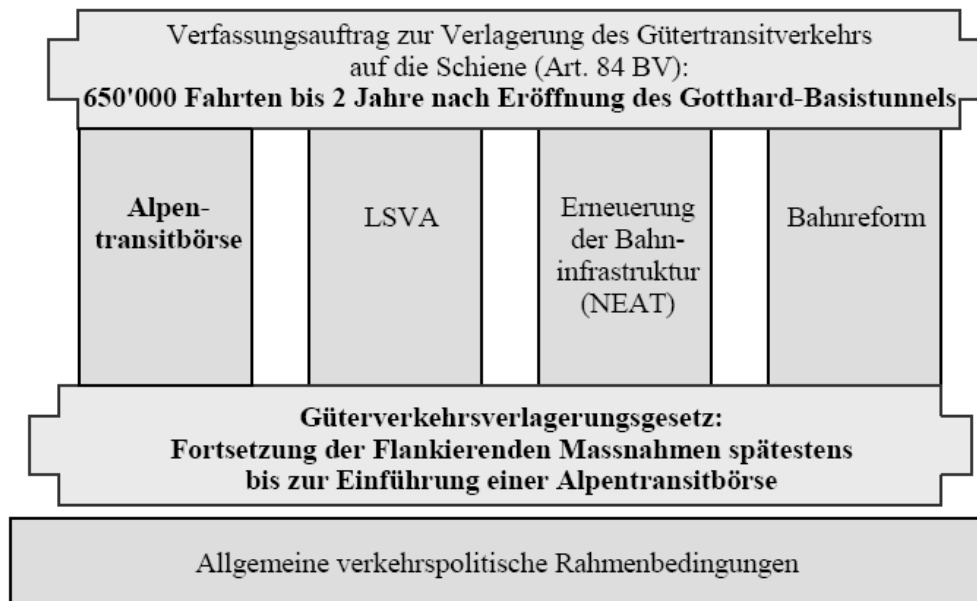 Verfassungsauftrag zur Verlagerung des Gütertransitverkehrs
auf die Schiene (Art. 84 BV):
650'000 Fahrten bis 2 Jahre nach Eröffnung des Gotthard-Basistunnels
Alpen-
transitbörse
LSVA
Erneuerung
der Bahn-
infrastruktur
(NEAT)
Bahnreform
Güterverkehrsverlagerungsgesetz:
Fortsetzung der Flankierenden Massnahmen spätestens
bis zur Einführung einer Alpentransitbörse
Allgemeine verkehrspolitische Rahmenbedingungen